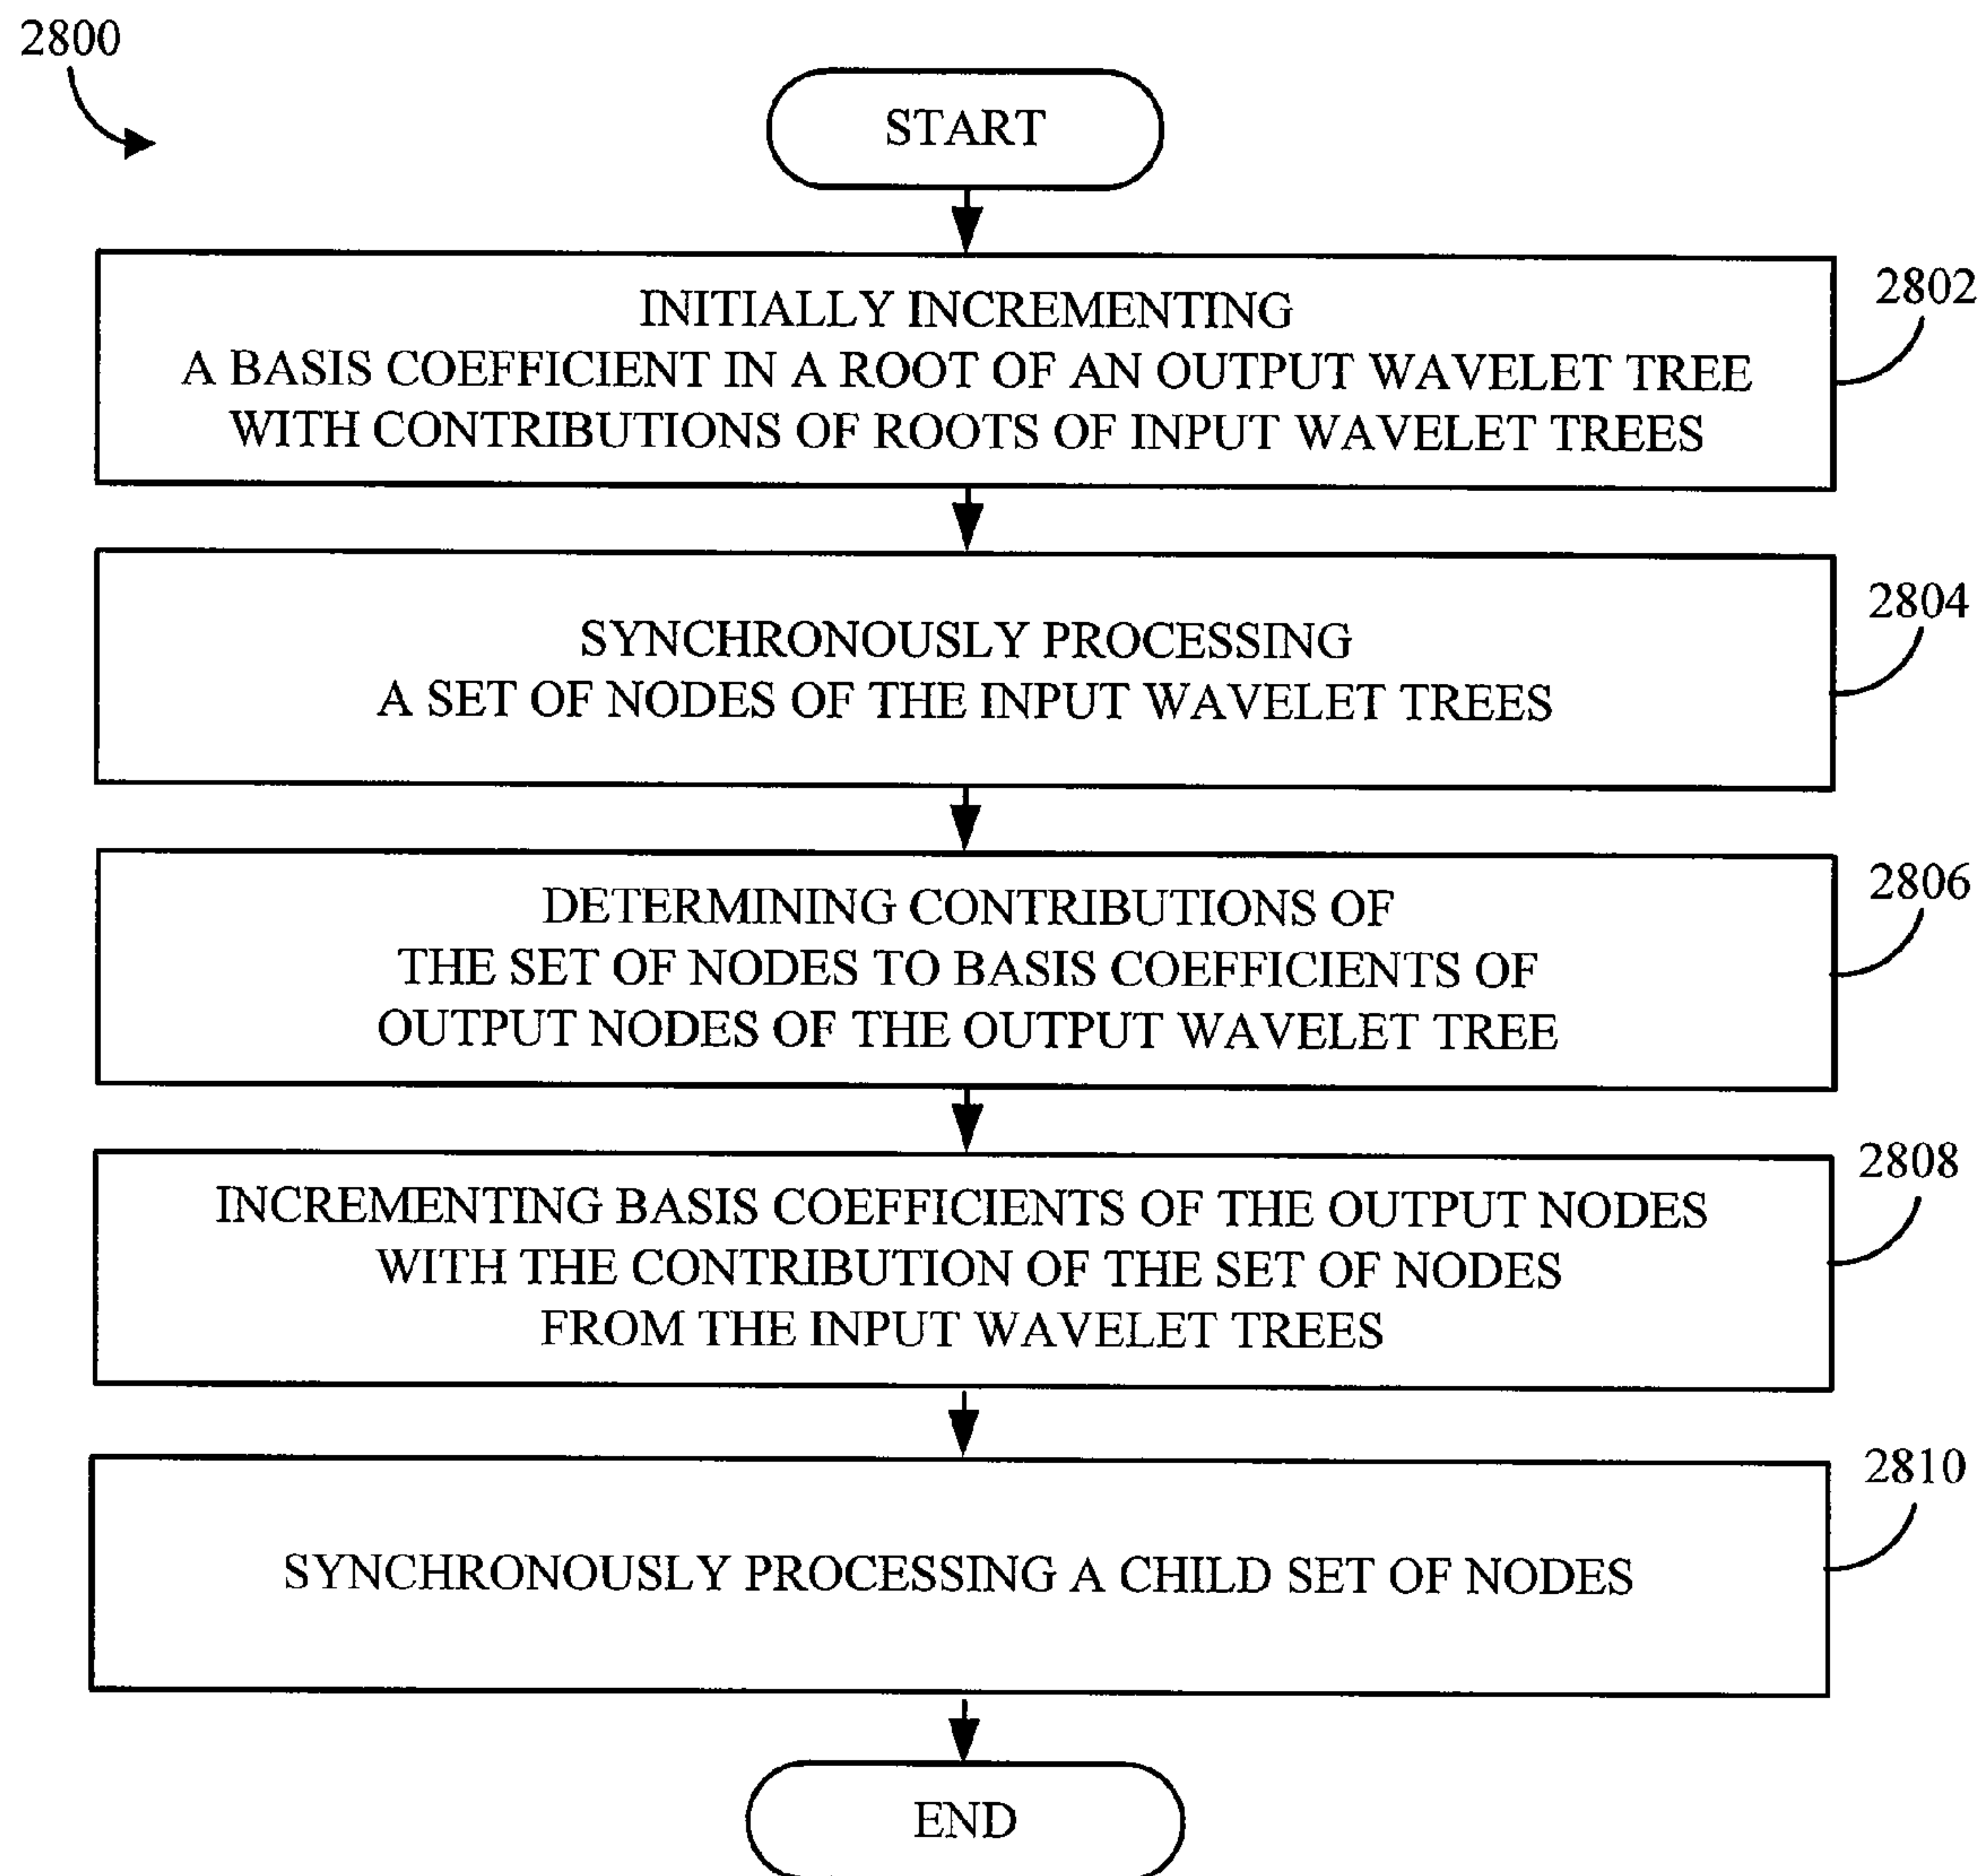 2800
START
INITIALLY INCREMENTING
A BASIS COEFFICIENT IN A ROOT OF AN OUTPUT WAVELET TREE
WITH CONTRIBUTIONS OF ROOTS OF INPUT WAVELET TREES
2802
SYNCHRONOUSLY PROCESSING
A SET OF NODES OF THE INPUT WAVELET TREES
2804
DETERMINING CONTRIBUTIONS OF
THE SET OF NODES TO BASIS COEFFICIENTS OF
OUTPUT NODES OF THE OUTPUT WAVELET TREE
2806
INCREMENTING BASIS COEFFICIENTS OF THE OUTPUT NODES
WITH THE CONTRIBUTION OF THE SET OF NODES
FROM THE INPUT WAVELET TREES
2808
SYNCHRONOUSLY PROCESSING A CHILD SET OF NODES
2810
END